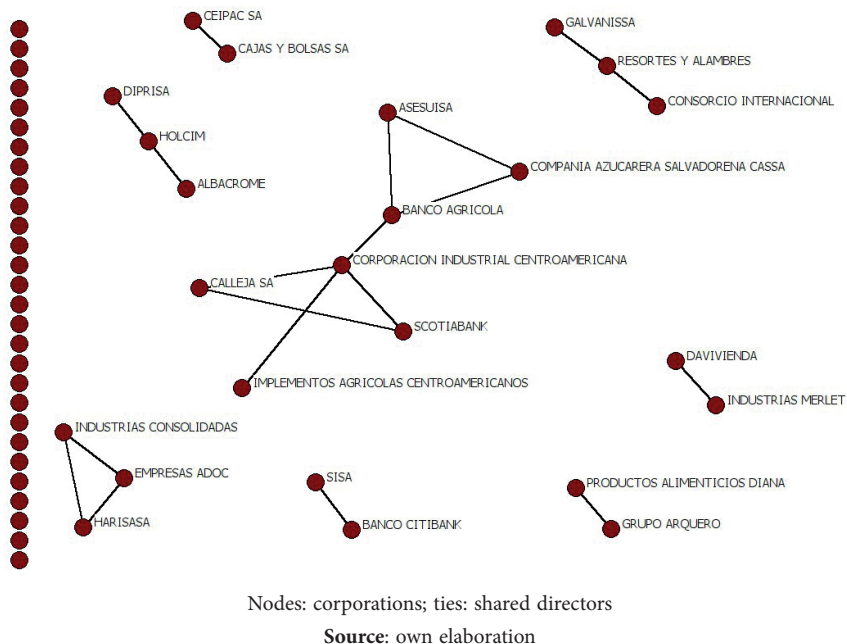 CEIPAC SA
GALVANISSA
CAJAS Y BOLSAS SA
RESORTES Y ALAMBRES
DIPRISA
CONSORCIO INTERNACIONAL
ASESUISA
HOLCIM
COMPANIA AZUCARERA SALVADORENA CASSA
ALBACROME
BANCO AGRICOLA
CORPORACION INDUSTRIAL CENTROAMERICANA
CALLEJA SA
SCOTIABANK
DAVIVIENDA
IMPLEMENTOS AGRICOLAS CENTROAMERICANOS
INDUSTRIAS MERLET
INDUSTRIAS CONSOLIDADAS
EMPRESAS ADOC
SISA
PRODUCTOS ALIMENTICIOS DIANA
HARISASA
BANCO CITIBANK
GRUPO ARQUERO
Nodes: corporations; ties: shared directors
Source: own elaboration